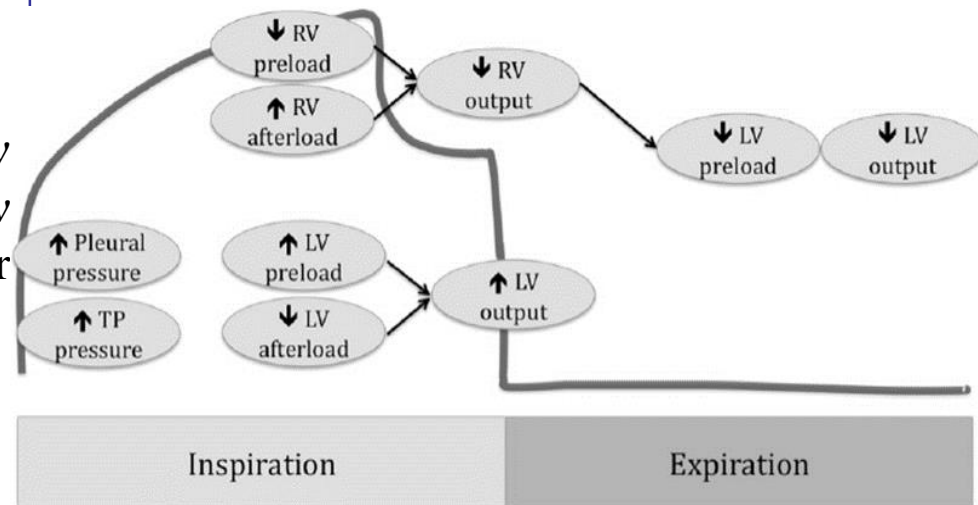 ↓ RV
preload
↑ RV
afterload
↓ RV
output
↓ LV
preload
↓ LV
output
y
y
r
↑ Pleural
pressure
↑ TP
pressure
↑ LV
preload
↓ LV
afterload
↑ LV
output
Inspiration
Expiration